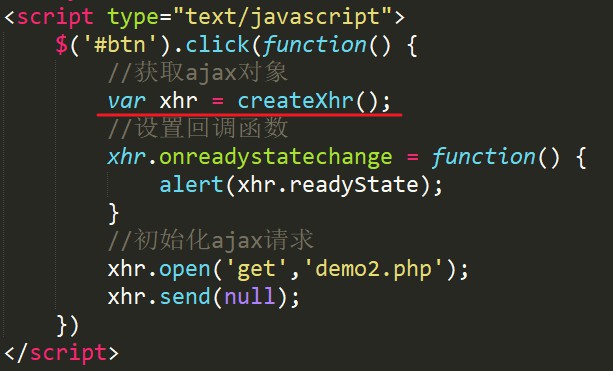 <script type="text/javascript">
$('#btn').click(function() {
//获取ajax对象
var xhr = createXhr();
//设置回调函数
xhr.onreadystatechange = function() {
alert(xhr.readyState);
}
//初始化ajax请求
xhr.open('get','demo2.php');
xhr.send(null);
})
</script>